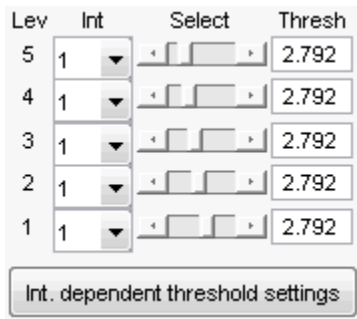 Lev Int Select Thresh
5 1 2.792
4 1 2.792
3 1 2.792
2 1 2.792
1 1 2.792
Int. dependent threshold settings